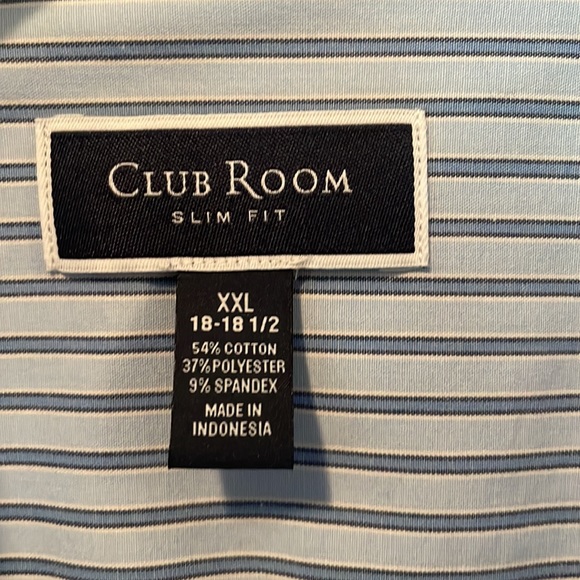 CLUB ROOM
SLIM FIT
XXL
18-18 1/2
54% COTTON
37% POLYESTER
9% SPANDEX
MADE IN
INDONESIA